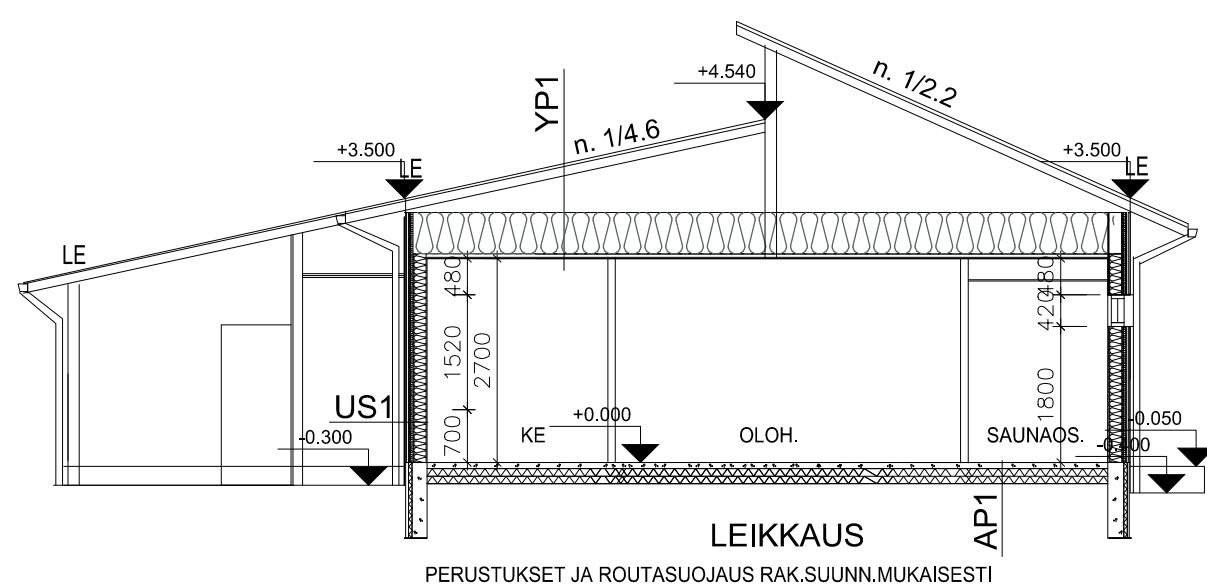 n. 1/2.2
+4.540
YP1
n. 1/4.6
+3.500
LE
+3.500
LE
LE
480
1520
2700
700
480
420
1800
US1
-0.300
KE
+0.000
OLOH.
SAUNAOS.
-0.050
-0.400
AP1
LEIKKAUS
PERUSTUKSET JA ROUTASUOJAUS RAK.SUUNN.MUKAISESTI